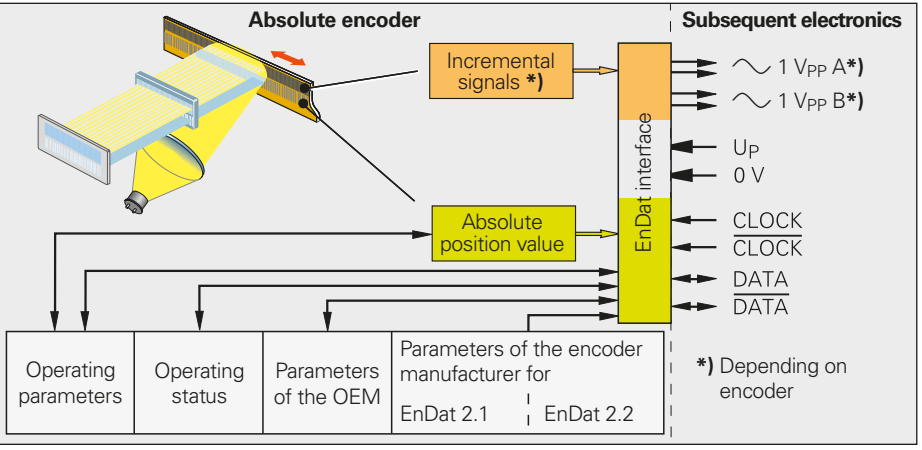 Absolute encoder
Subsequent electronics
Incremental
signals *)
1 VPP A*)
1 VPP B*)
EnDat interface
UP
0 V
Absolute
position value
CLOCK
CLOCK
DATA
DATA
Operating
parameters
Operating
status
Parameters
of the OEM
Parameters of the encoder
manufacturer for
EnDat 2.1
EnDat 2.2
*) Depending on
encoder